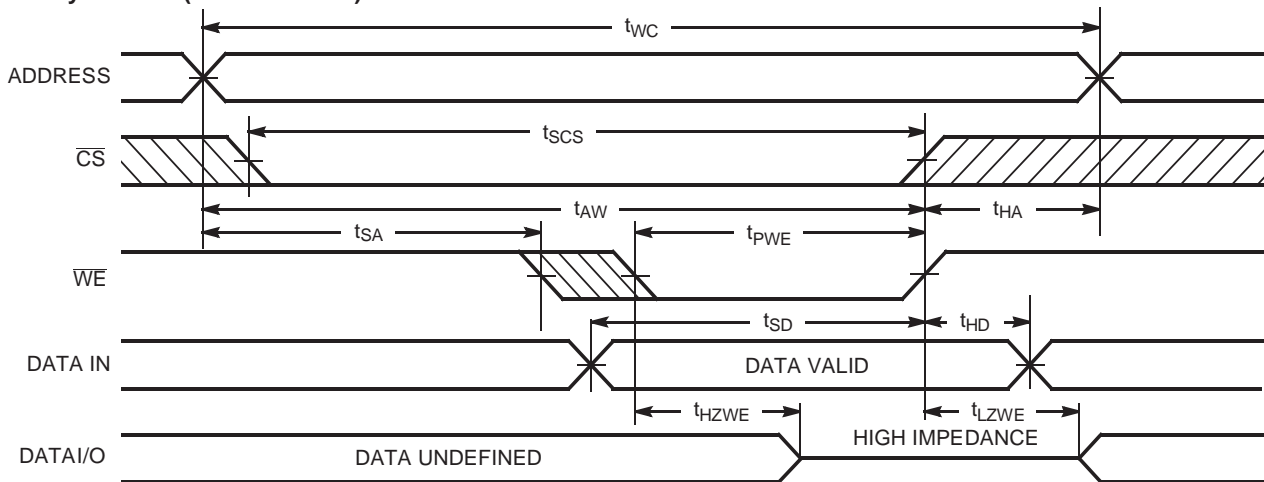 tWC
ADDRESS
tSCS
CS
tAW
tHA
tSA
tPWE
WE
tSD
tHD
DATA IN
DATA VALID
tHZWE
tLZWE
HIGH IMPEDANCE
DATAI/O
DATA UNDEFINED